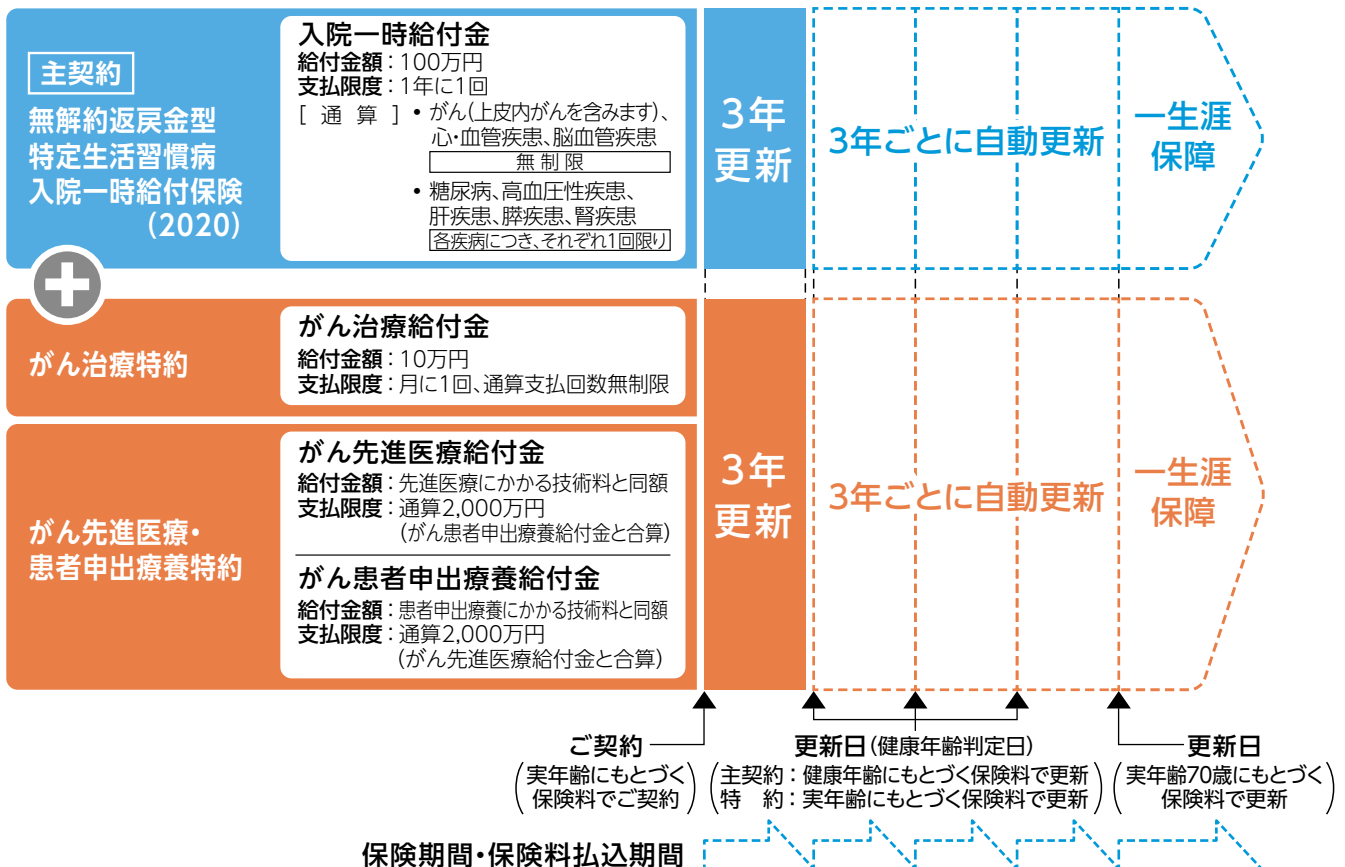 主契約
無解約返戻金型
特定生活習慣病
入院一時給付保険
(2020)
入院一時給付金
給付金額：100万円
支払限度：1年に1回
[通算]・がん(上皮内がんを含みます)、
心・血管疾患、脳血管疾患
無制限
・糖尿病、高血圧性疾患、
肝疾患、膵疾患、腎疾患
各疾病につき、それぞれ1回限り
3年
更新
3年ごとに自動更新
一生涯
保障
がん治療特約
がん治療給付金
給付金額：10万円
支払限度：月に1回、通算支払回数無制限
がん先進医療・
患者申出療養特約
がん先進医療給付金
給付金額：先進医療にかかる技術料と同額
支払限度：通算2,000万円
(がん患者申出療養給付金と合算)
がん患者申出療養給付金
給付金額：患者申出療養にかかる技術料と同額
支払限度：通算2,000万円
(がん先進医療給付金と合算)
3年
更新
3年ごとに自動更新
一生涯
保障
ご契約
(実年齢にもとづく
保険料でご契約)
更新日(健康年齢判定日)
(主契約：健康年齢にもとづく保険料で更新
特　約：実年齢にもとづく保険料で更新)
更新日
(実年齢70歳にもとづく
保険料で更新)
保険期間・保険料払込期間